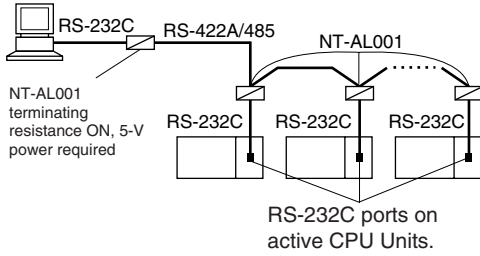 RS-232C
RS-422A/485
NT-AL001
NT-AL001
terminating
resistance ON, 5-V
power required
RS-232C
RS-232C
RS-232C
RS-232C ports on
active CPU Units.